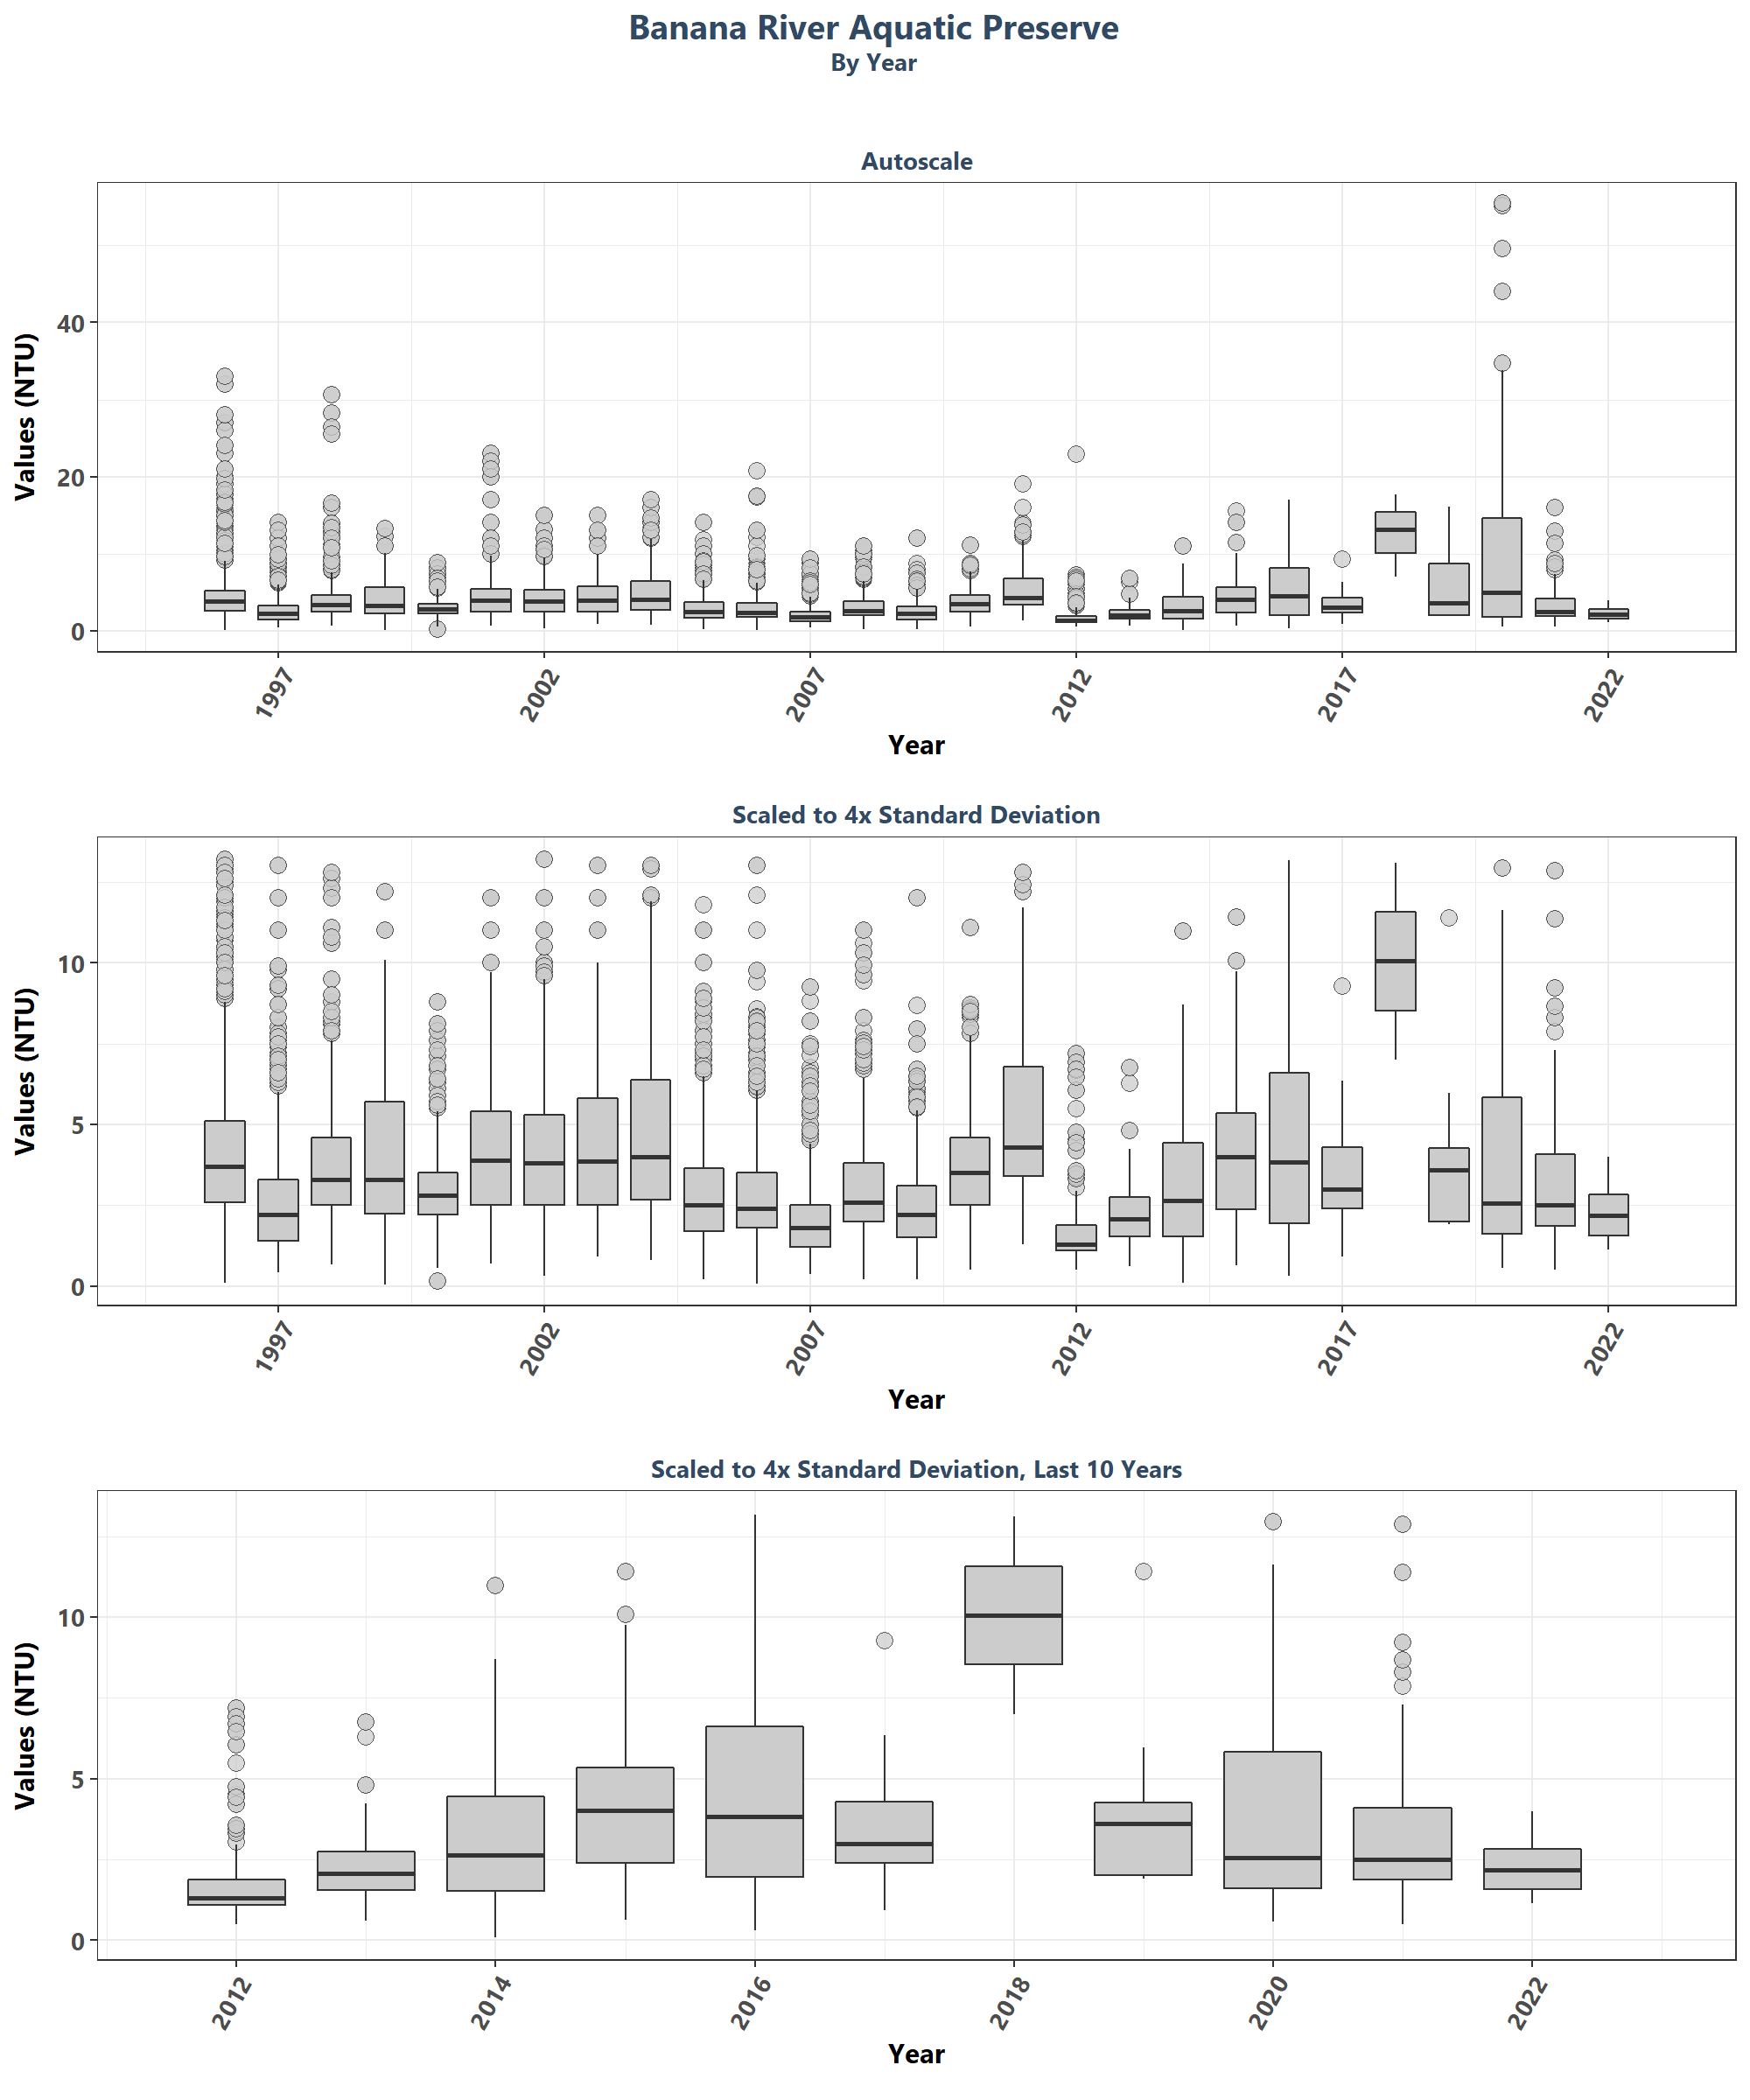 Banana River Aquatic Preserve
By Year
Autoscale
Values (NTU)
40
20
0
1997
2002
2007
2012
2017
2022
Year
Scaled to 4x Standard Deviation
Values (NTU)
10
5
0
1997
2002
2007
2012
2017
2022
Year
Scaled to 4x Standard Deviation, Last 10 Years
Values (NTU)
10
5
0
2012
2014
2016
2018
2020
2022
Year